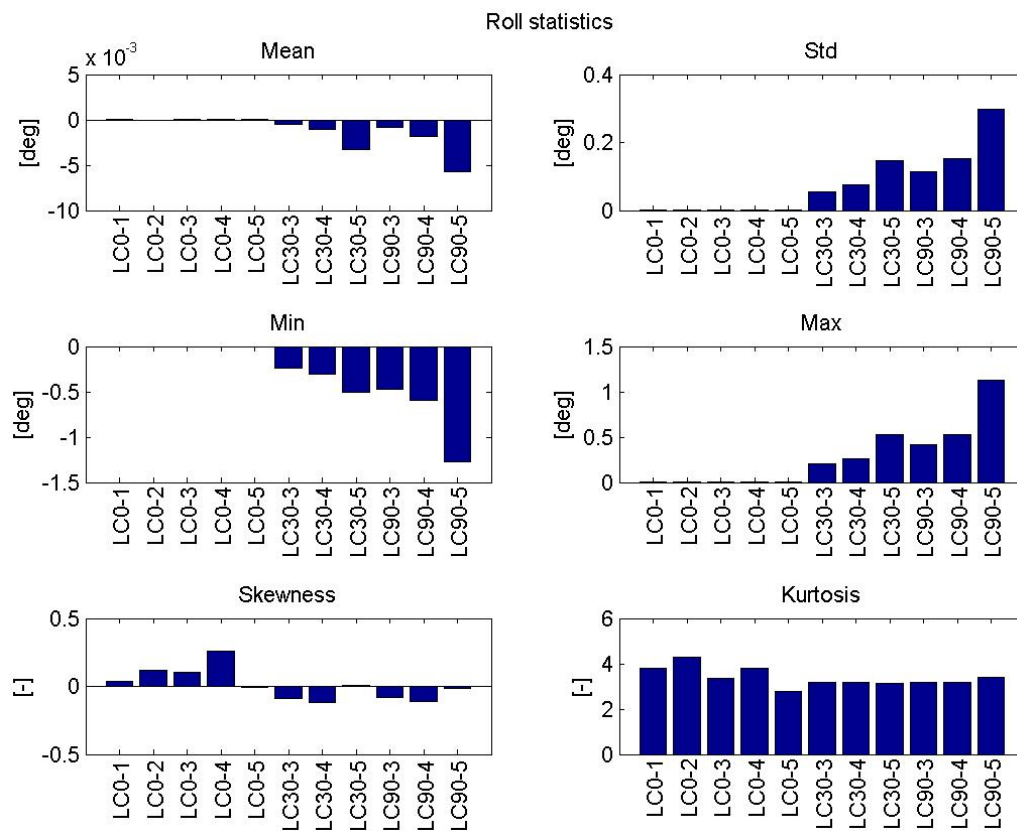 Roll statistics
Mean
x 10-3
5
0
-5
-10
[deg]
LC0-1
LC0-2
LC0-3
LC0-4
LC0-5
LC30-3
LC30-4
LC30-5
LC90-3
LC90-4
LC90-5
Std
0.4
0.2
0
[deg]
LC0-1
LC0-2
LC0-3
LC0-4
LC0-5
LC30-3
LC30-4
LC30-5
LC90-3
LC90-4
LC90-5
Min
0
-0.5
-1
-1.5
[deg]
LC0-1
LC0-2
LC0-3
LC0-4
LC0-5
LC30-3
LC30-4
LC30-5
LC90-3
LC90-4
LC90-5
Max
1.5
1
0.5
0
[deg]
LC0-1
LC0-2
LC0-3
LC0-4
LC0-5
LC30-3
LC30-4
LC30-5
LC90-3
LC90-4
LC90-5
Skewness
0.5
0
-0.5
[-]
LC0-1
LC0-2
LC0-3
LC0-4
LC0-5
LC30-3
LC30-4
LC30-5
LC90-3
LC90-4
LC90-5
Kurtosis
6
4
2
0
[-]
LC0-1
LC0-2
LC0-3
LC0-4
LC0-5
LC30-3
LC30-4
LC30-5
LC90-3
LC90-4
LC90-5